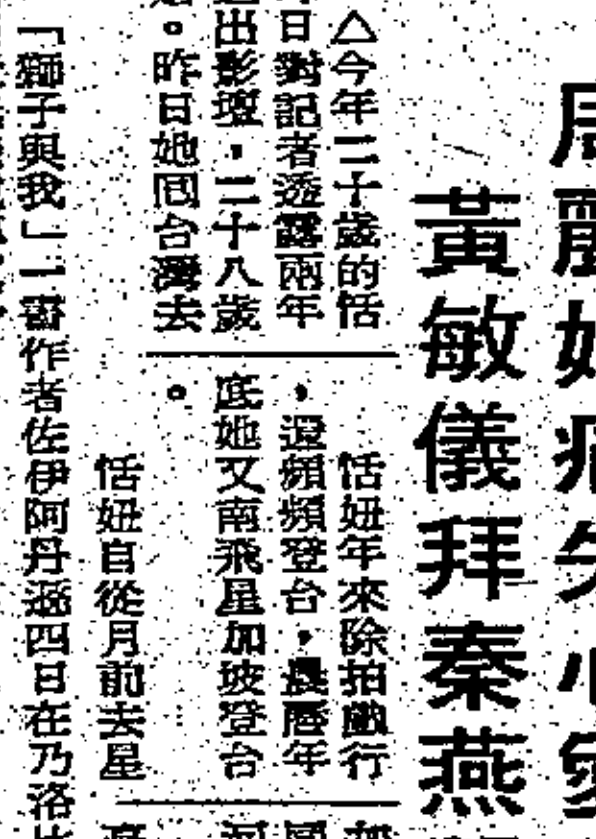 黃敏儀拜秦燕
△今年二十歲的恬
日對記者透露兩年
出影壇，二十八歲
。昨日她囘台灣去
恬妞年來除拍戲行
，還頻頻登台，農曆年
底她又南飛星加坡登台
。
恬妞自從月前去星
「獅子與我」一書作者佐伊阿丹遜四日在乃洛